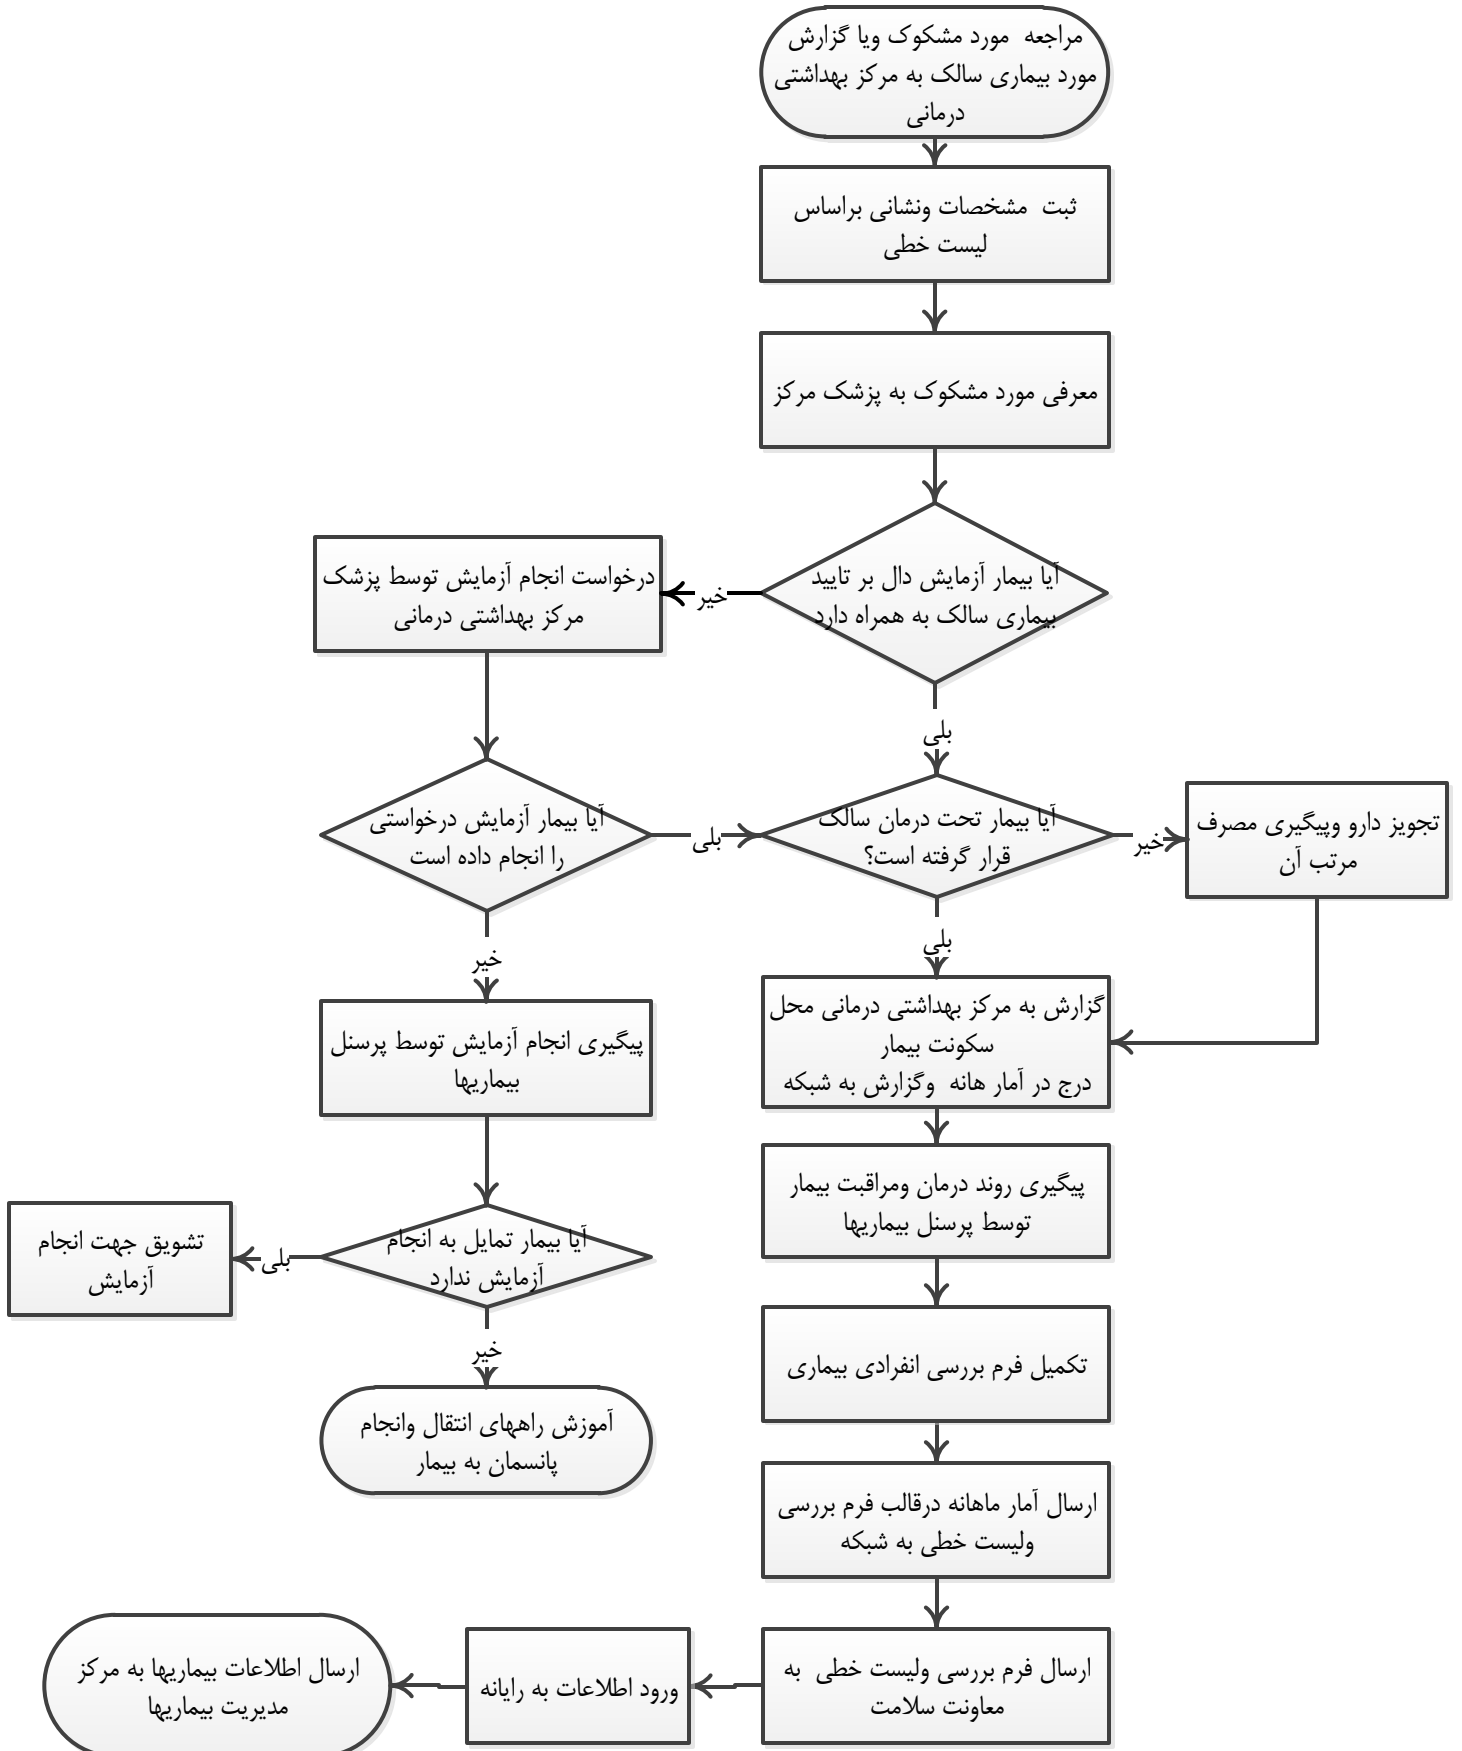 مراجعه  مورد مشکوک ویا گزارش
مورد بیماری سالک به مرکز بهداشتی
درمانی
ثبت  مشخصات ونشانی براساس
لیست خطی
معرفی مورد مشکوک به پزشک مرکز
آیا بیمار آزمایش دال بر تایید
بیماری سالک به همراه دارد
خیر
درخواست انجام آزمایش توسط پزشک
مرکز بهداشتی درمانی
بلی
آیا بیمار تحت درمان سالک
قرار گرفته است؟
خیر
تجویز دارو وپیگیری مصرف
مرتب آن
آیا بیمار آزمایش درخواستی
را انجام داده است
بلی
خیر
بلی
گزارش به مرکز بهداشتی درمانی محل
سکونت بیمار
درج در آمار هانه  وگزارش به شبکه
پیگیری انجام آزمایش توسط پرسنل
بیماریها
پیگیری روند درمان ومراقبت بیمار
توسط پرسنل بیماریها
آیا بیمار تمایل به انجام
آزمایش ندارد
بلی
تشویق جهت انجام
آزمایش
خیر
آموزش راههای انتقال وانجام
پانسمان به بیمار
تکمیل فرم بررسی انفرادی بیماری
ارسال آمار ماهانه درقالب فرم بررسی
ولیست خطی به شبکه
ارسال فرم بررسی ولیست خطی  به
معاونت سلامت
ورود اطلاعات به رایانه
ارسال اطلاعات بیماریها به مرکز
مدیریت بیماریها